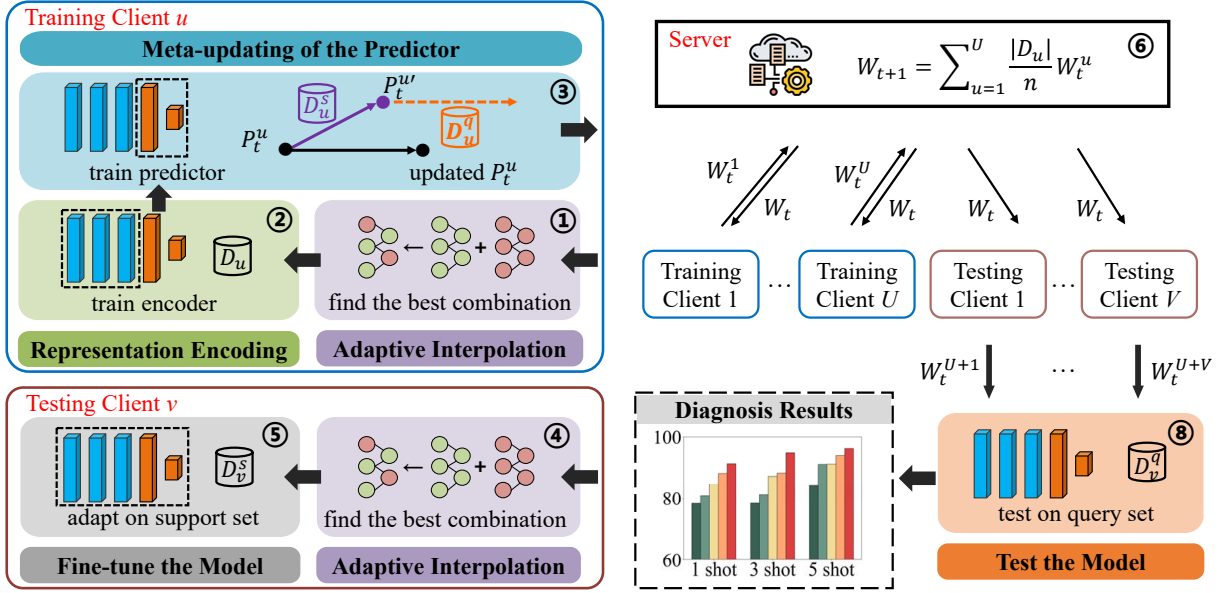 Training Client u
Meta-updating of the Predictor
③
P_t^u
D_u^s
P_t^{u′}
D_u^q
updated P_t^u
train predictor
②
D_u
train encoder
Representation Encoding
①
← +
find the best combination
Adaptive Interpolation
Testing Client v
⑤
D_v^s
adapt on support set
Fine-tune the Model
④
← +
find the best combination
Adaptive Interpolation
Server
W_{t+1} = ∑_{u=1}^{U} \frac{|D_u|}{n} W_t^u
⑥
W_t^1
W_t
W_t^U
W_t
W_t
W_t
Training
Client 1
...
Training
Client U
Testing
Client 1
...
Testing
Client V
W_t^{U+1}
...
W_t^{U+V}
⑧
D_v^q
test on query set
Test the Model
Diagnosis Results
100
80
60
1 shot 3 shot 5 shot